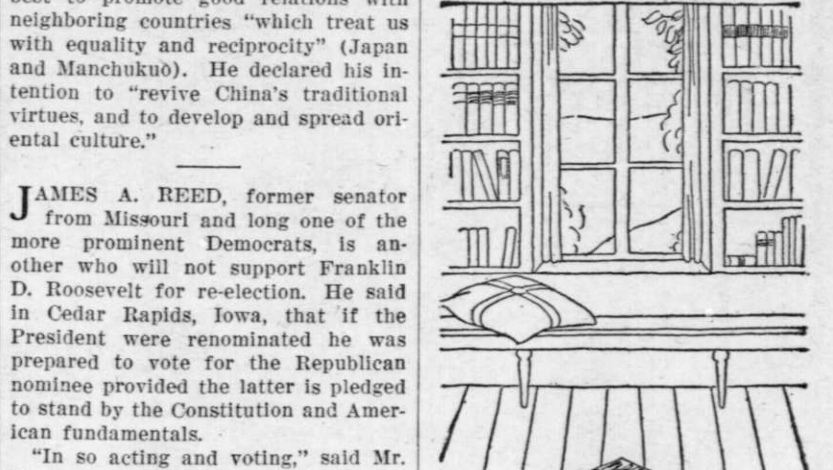 best to promote good relations with
neighboring countries “which treat us
with equality and reciprocity” (Japan
and Manchukuo). He declared his in-
tention to “revive China’s traditional
virtues, and to develop and spread ori-
ental culture.”
JAMES A. REED, former senator
from Missouri and long one of the
more prominent Democrats, is an-
other who will not support Franklin
D. Roosevelt for re-election. He said
in Cedar Rapids, Iowa, that if the
President were renominated he was
prepared to vote for the Republican
nominee provided the latter is pledged
to stand by the Constitution and Amer-
ican fundamentals.
“In so acting and voting,” said Mr.